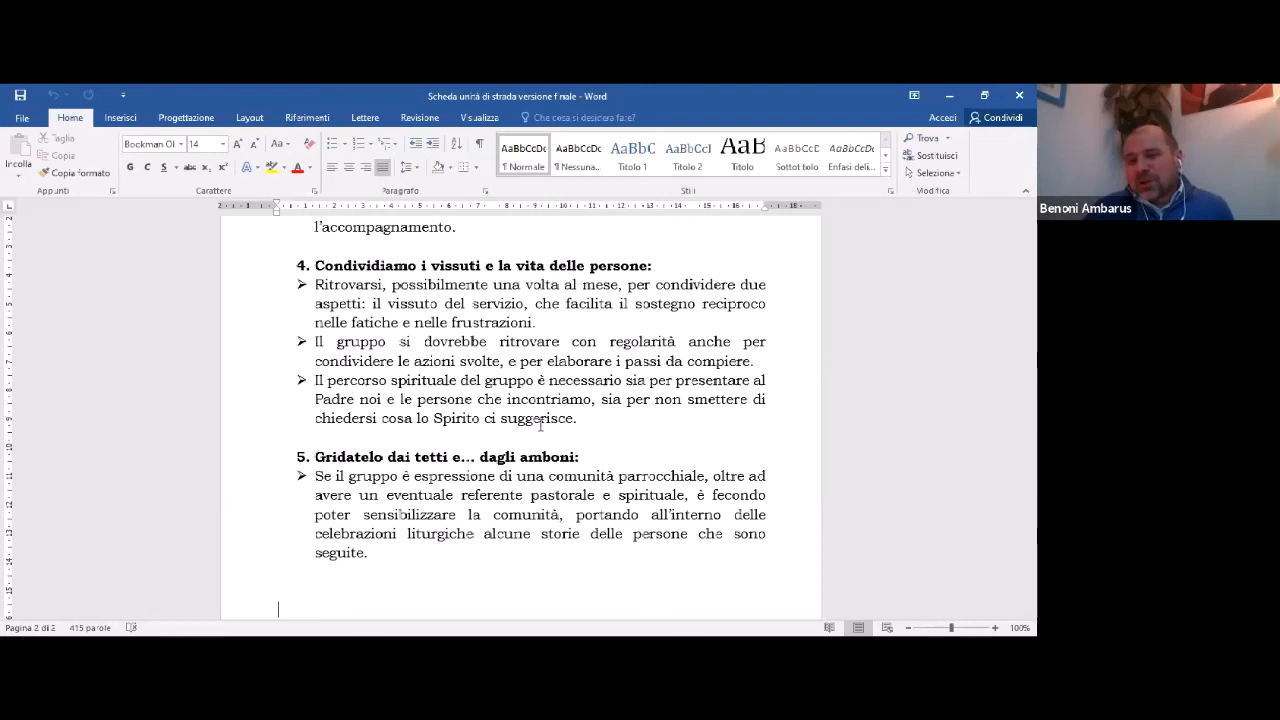 Scheda unità di strada versione finale - Word
File Home Inserisci Progettazione Layout Riferimenti Lettere Revisione Visualizza Che cosa si desidera fare? Accedi Condividi
Incolla
Taglia
Copia
Copia formato
Appunti
Bookman Ol 14
G C S abc x₂ x²
Carattere
Paragrafo
AaBbCcDc AaBbCcDc AaBbC AaBbCcI AaB AaBbCcI AaBbCcDc
¶ Normale ¶ Nessuna... Titolo 1 Titolo 2 Titolo Sottotitolo Enfasi deli...
Stili
Trova
Sostituisci
Seleziona
Modifica
Benoni Ambarus
l’accompagnamento.
4. Condividiamo i vissuti e la vita delle persone:
➢ Ritrovarsi, possibilmente una volta al mese, per condividere due
aspetti: il vissuto del servizio, che facilita il sostegno reciproco
nelle fatiche e nelle frustrazioni.
➢ Il gruppo si dovrebbe ritrovare con regolarità anche per
condividere le azioni svolte, e per elaborare i passi da compiere.
➢ Il percorso spirituale del gruppo è necessario sia per presentare al
Padre noi e le persone che incontriamo, sia per non smettere di
chiedersi cosa lo Spirito ci suggerisce.
5. Gridatelo dai tetti e… dagli amboni:
➢ Se il gruppo è espressione di una comunità parrocchiale, oltre ad
avere un eventuale referente pastorale e spirituale, è fecondo
poter sensibilizzare la comunità, portando all’interno delle
celebrazioni liturgiche alcune storie delle persone che sono
seguite.
Pagina 2 di 2 415 parole 100%